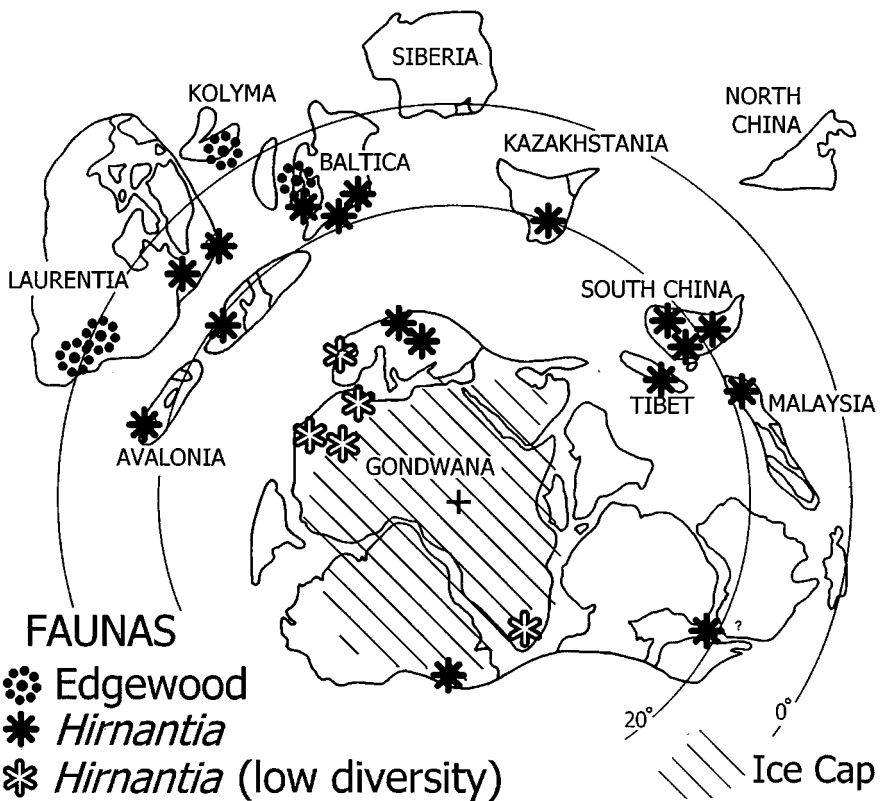 SIBERIA
KOLYMA
NORTH
CHINA
KAZAKHSTANIA
BALTICA
LAURENTIA
SOUTH CHINA
TIBET
MALAYSIA
AVALONIA
GONDWANA
?
20°
0°
FAUNAS
Edgewood
Hirnantia
Hirnantia (low diversity)
Ice Cap